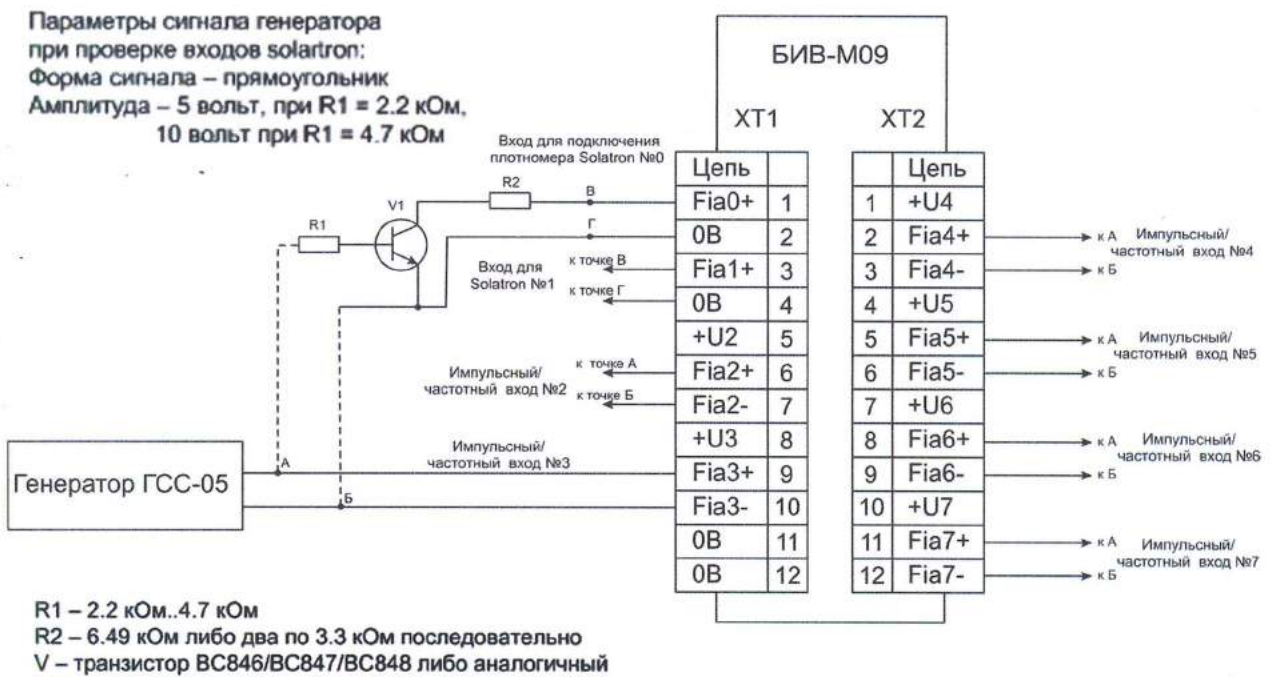 Параметры сигнала генератора
при проверке входов solartron:
Форма сигнала – прямоугольник
Амплитуда – 5 вольт, при R1 = 2.2 кОм,
10 вольт при R1 = 4.7 кОм
БИВ-М09
XT1
XT2
Вход для подключения
плотномера Solatron №0
R2
В
V1
R1
Г
Вход для
Solatron №1
к точке В
к точке Г
Импульсный/
частотный вход №2
к точке А
к точке Б
Импульсный/
частотный вход №3
А
Б
Генератор ГСС-05
Цепь
Fia0+ 1
0В 2
Fia1+ 3
0В 4
+U2 5
Fia2+ 6
Fia2- 7
+U3 8
Fia3+ 9
Fia3- 10
0В 11
0В 12
Цепь
1 +U4
2 Fia4+
3 Fia4-
4 +U5
5 Fia5+
6 Fia5-
7 +U6
8 Fia6+
9 Fia6-
10 +U7
11 Fia7+
12 Fia7-
к А
к Б
Импульсный/
частотный вход №4
к А
к Б
Импульсный/
частотный вход №5
к А
к Б
Импульсный/
частотный вход №6
к А
к Б
Импульсный/
частотный вход №7
R1 – 2.2 кОм..4.7 кОм
R2 – 6.49 кОм либо два по 3.3 кОм последовательно
V – транзистор BC846/BC847/BC848 либо аналогичный